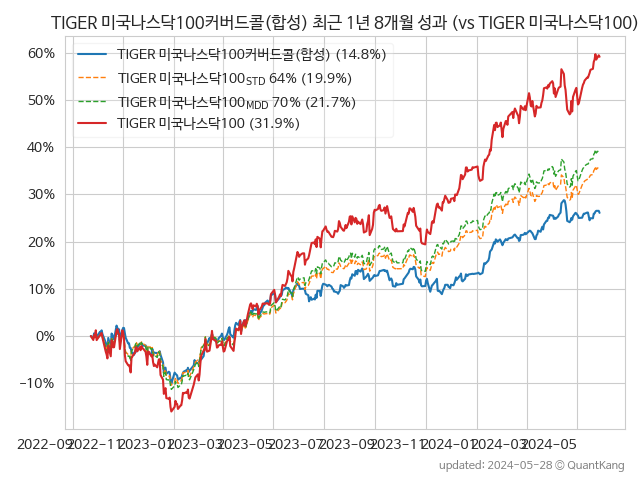 TIGER 미국나스닥100커버드콜(합성) 최근 1년 8개월 성과 (vs TIGER 미국나스닥100)
60%
50%
40%
30%
20%
10%
0%
−10%
TIGER 미국나스닥100커버드콜(합성) (14.8%)
TIGER 미국나스닥100STD 64% (19.9%)
TIGER 미국나스닥100MDD 70% (21.7%)
TIGER 미국나스닥100 (31.9%)
2022-09 2022-11 2023-01 2023-03 2023-05 2023-07 2023-09 2023-11 2024-01 2024-03 2024-05
updated: 2024-05-28 © QuantKang